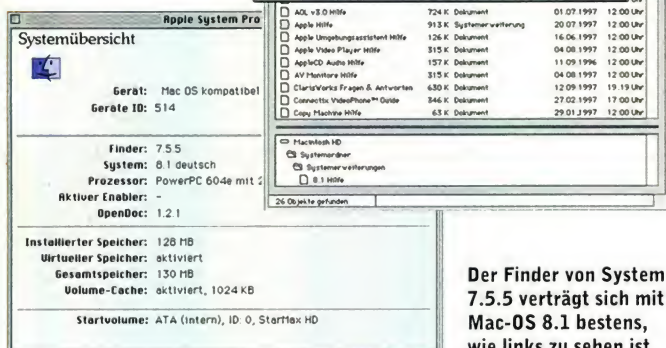 Apple System Pro
Systemübersicht
Gerät: Mac OS kompatibel
Geräte ID: 514
Finder: 7.5.5
System: 8.1 deutsch
Prozessor: PowerPC 604e mit 2
Aktiver Enabler: -
OpenDoc: 1.2.1
Installierter Speicher: 128 MB
Virtueller Speicher: aktiviert
Gesamtspeicher: 130 MB
Volume-Cache: aktiviert, 1024 KB
Startvolume: ATA (intern), ID: 0, StarMax HD
AOL v3.0 Hilfe 724 K Dokument 01.07.1997 12:00 Uhr
Apple Hilfe 913 K Systemerweiterung 20.07.1997 12:00 Uhr
Apple Umgebungsassistent Hilfe 126 K Dokument 16.06.1997 12:00 Uhr
Apple Video Player Hilfe 315 K Dokument 04.08.1997 12:00 Uhr
AppleCD Audio Hilfe 157 K Dokument 11.09.1996 12:00 Uhr
AV Monitore Hilfe 315 K Dokument 04.08.1997 12:00 Uhr
ClarisWorks Fragen & Antworten 630 K Dokument 12.09.1997 19:19 Uhr
Connectix VideoPhone™ Guide 346 K Dokument 27.02.1997 17:00 Uhr
Copy Machine Hilfe 63 K Dokument 29.01.1997 12:00 Uhr
Macintosh HD
Systemordner
Systemerweiterungen
8.1 Hilfe
26 Objekte gefunden
Der Finder von System
7.5.5 verträgt sich mit
Mac-OS 8.1 bestens,
wie links zu sehen ist